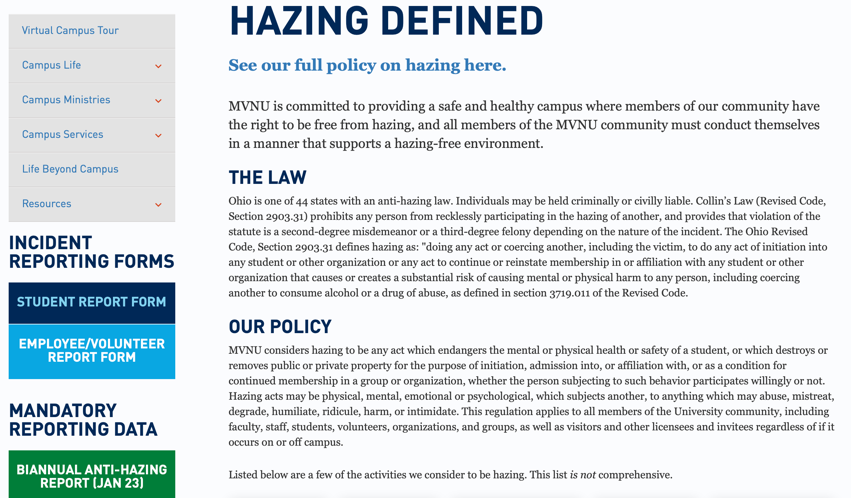 Virtual Campus Tour
Campus Life
Campus Ministries
Campus Services
Life Beyond Campus
Resources
INCIDENT
REPORTING FORMS
STUDENT REPORT FORM
EMPLOYEE/VOLUNTEER
REPORT FORM
MANDATORY
REPORTING DATA
BIANNUAL ANTI-HAZING
REPORT (JAN 23)
HAZING DEFINED
See our full policy on hazing here.
MVNU is committed to providing a safe and healthy campus where members of our community have
the right to be free from hazing, and all members of the MVNU community must conduct themselves
in a manner that supports a hazing-free environment.
THE LAW
Ohio is one of 44 states with an anti-hazing law. Individuals may be held criminally or civilly liable. Collin's Law (Revised Code,
Section 2903.31) prohibits any person from recklessly participating in the hazing of another, and provides that violation of the
statute is a second-degree misdemeanor or a third-degree felony depending on the nature of the incident. The Ohio Revised
Code, Section 2903.31 defines hazing as: "doing any act or coercing another, including the victim, to do any act of initiation into
any student or other organization or any act to continue or reinstate membership in or affiliation with any student or other
organization that causes or creates a substantial risk of causing mental or physical harm to any person, including coercing
another to consume alcohol or a drug of abuse, as defined in section 3719.011 of the Revised Code.
OUR POLICY
MVNU considers hazing to be any act which endangers the mental or physical health or safety of a student, or which destroys or
removes public or private property for the purpose of initiation, admission into, or affiliation with, or as a condition for
continued membership in a group or organization, whether the person subjecting to such behavior participates willingly or not.
Hazing acts may be physical, mental, emotional or psychological, which subjects another, to anything which may abuse, mistreat,
degrade, humiliate, ridicule, harm, or intimidate. This regulation applies to all members of the University community, including
faculty, staff, students, volunteers, organizations, and groups, as well as visitors and other licensees and invitees regardless of if it
occurs on or off campus.
Listed below are a few of the activities we consider to be hazing. This list is not comprehensive.